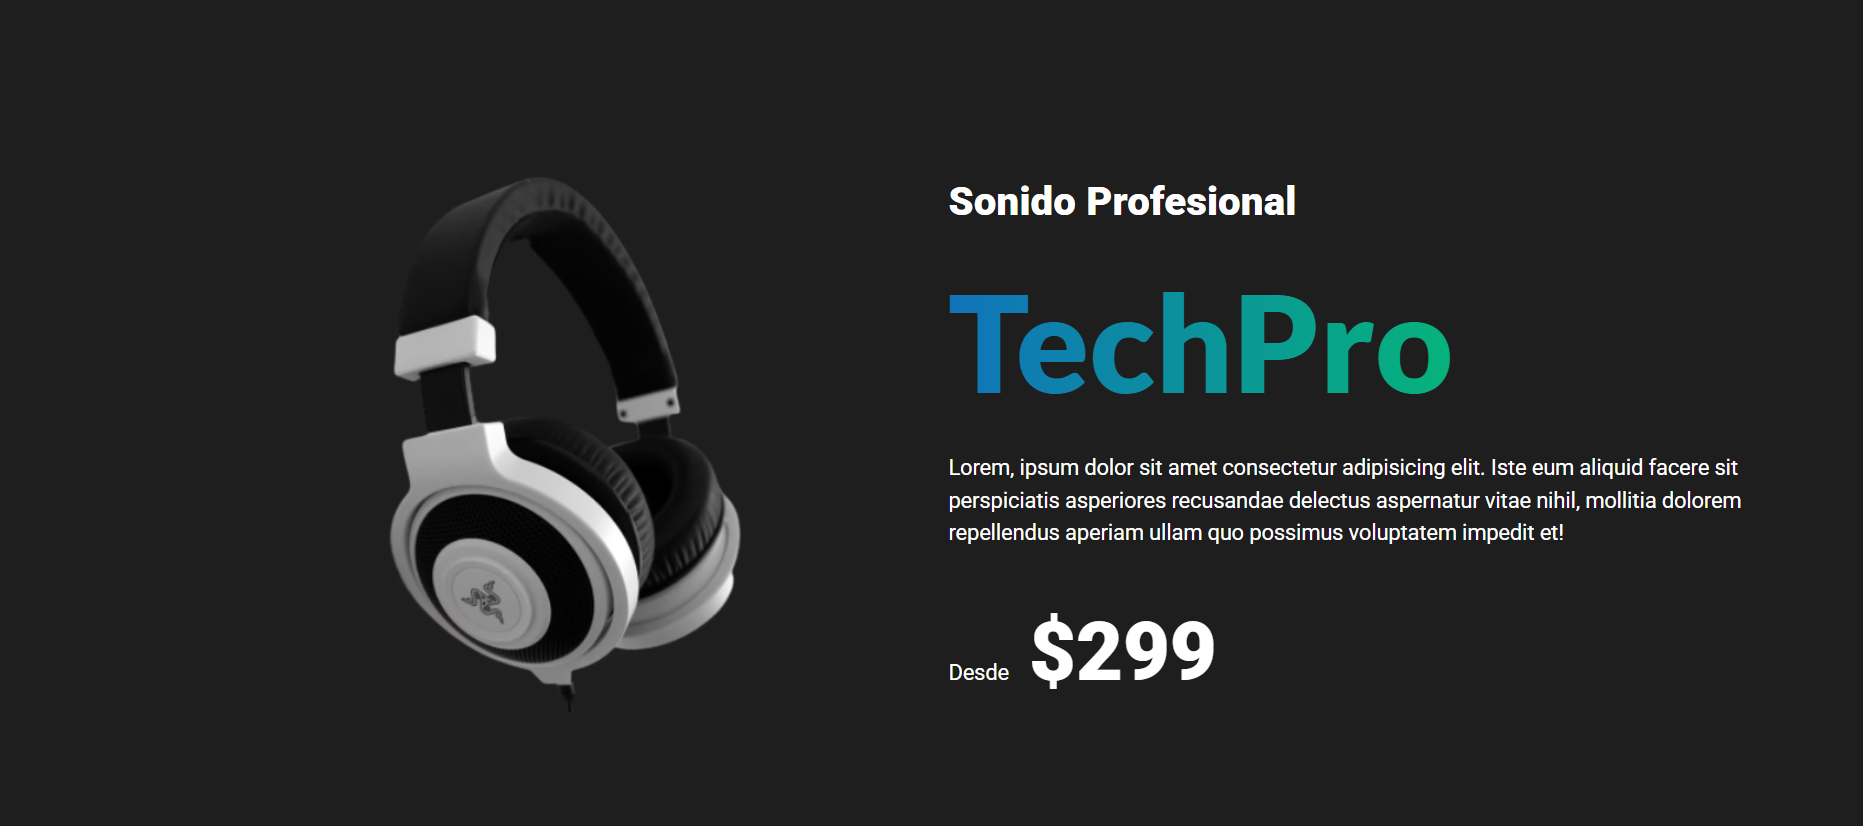 Sonido Profesional
TechPro
Lorem, ipsum dolor sit amet consectetur adipisicing elit. Iste eum aliquid facere sit
perspiciatis asperiores recusandae delectus aspernatur vitae nihil, mollitia dolorem
repellendus aperiam ullam quo possimus voluptatem impedit et!
Desde $299